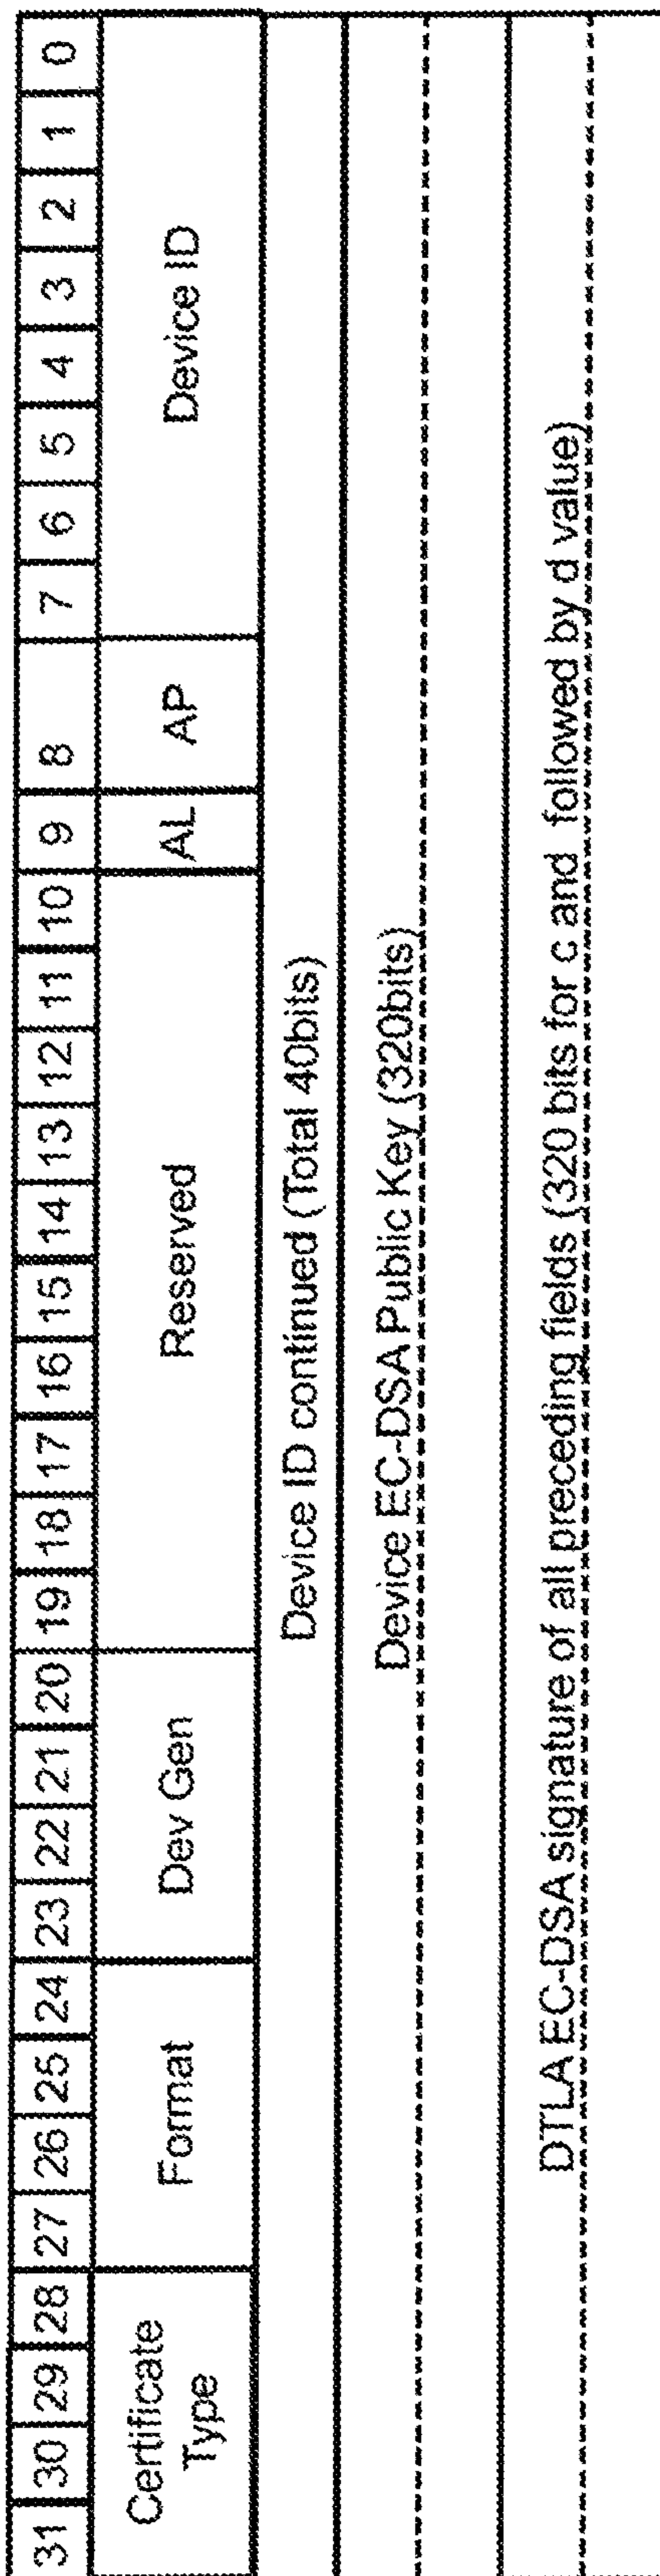 31 30 29 28 27 26 25 24 23 22 21 20 19 18 17 16 15 14 13 12 11 10 9 8 7 6 5 4 3 2 1 0
Certificate
Type
Format
Dev Gen
Reserved
AL
AP
Device ID
Device ID continued (Total 40bits)
Device EC-DSA Public Key (320bits)
DTLA EC-DSA signature of all preceding fields (320 bits for c and followed by d value)